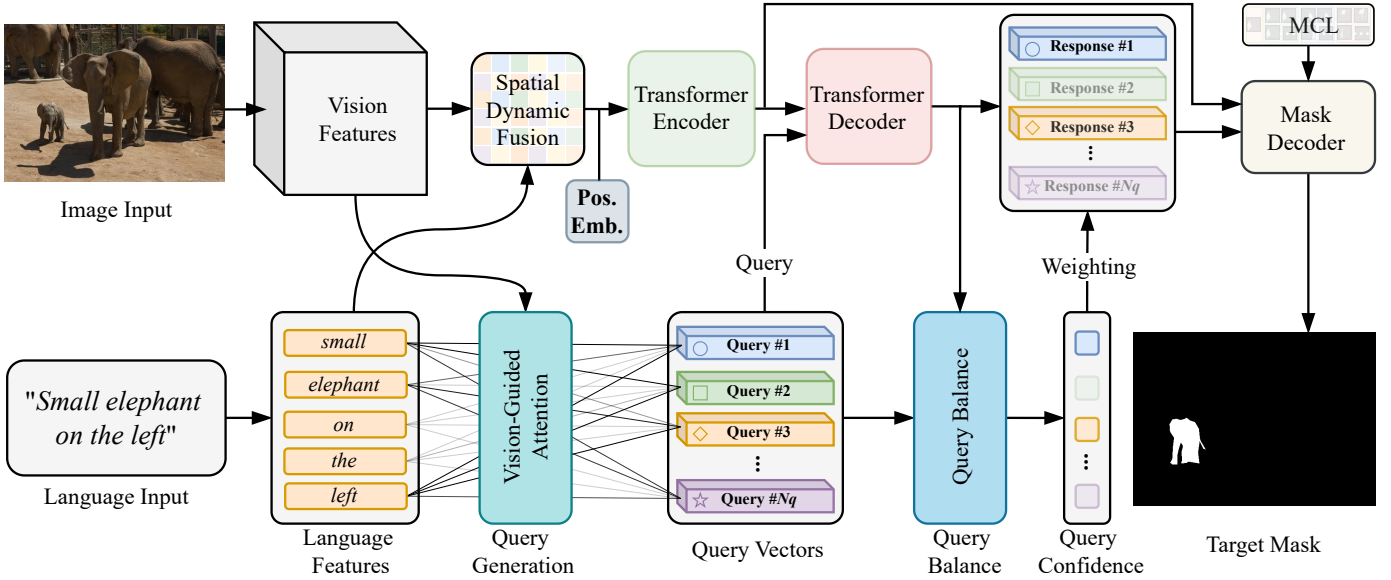 Image Input
Vision
Features
Spatial
Dynamic
Fusion
Pos.
Emb.
Transformer
Encoder
Transformer
Decoder
Response #1
Response #2
Response #3
...
Response #Nq
MCL
Mask
Decoder
Query
Weighting
"Small elephant
on the left"
Language Input
small
elephant
on
the
left
Language
Features
Vision-Guided
Attention
Query
Generation
Query #1
Query #2
Query #3
...
Query #Nq
Query Vectors
Query Balance
Query
Balance
...
Query
Confidence
Target Mask